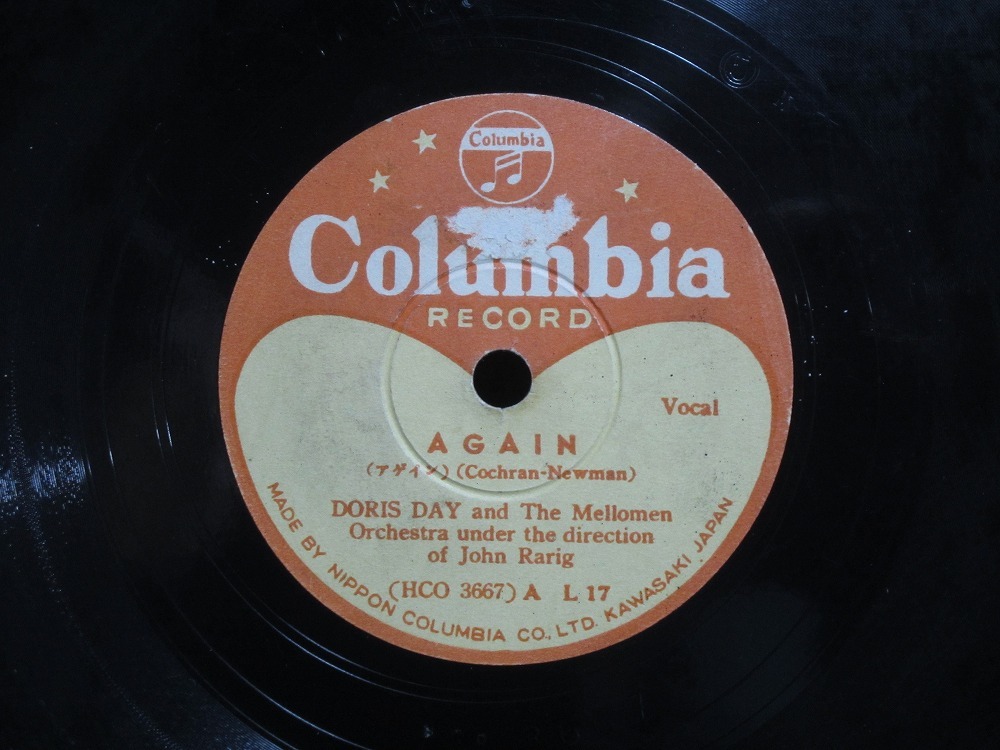 Columbia
Columbia
RECORD
Vocal
AGAIN
(アゲイン) (Cochran-Newman)
DORIS DAY and The Mellomen
Orchestra under the direction
of John Rarig
(HCO 3667) A L 17
MADE BY NIPPON COLUMBIA CO., LTD. KAWASAKI JAPAN